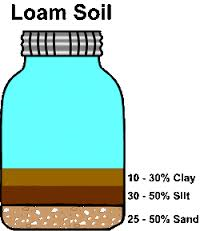 Loam Soil
10 - 30% Clay
30 - 50% Silt
25 - 50% Sand